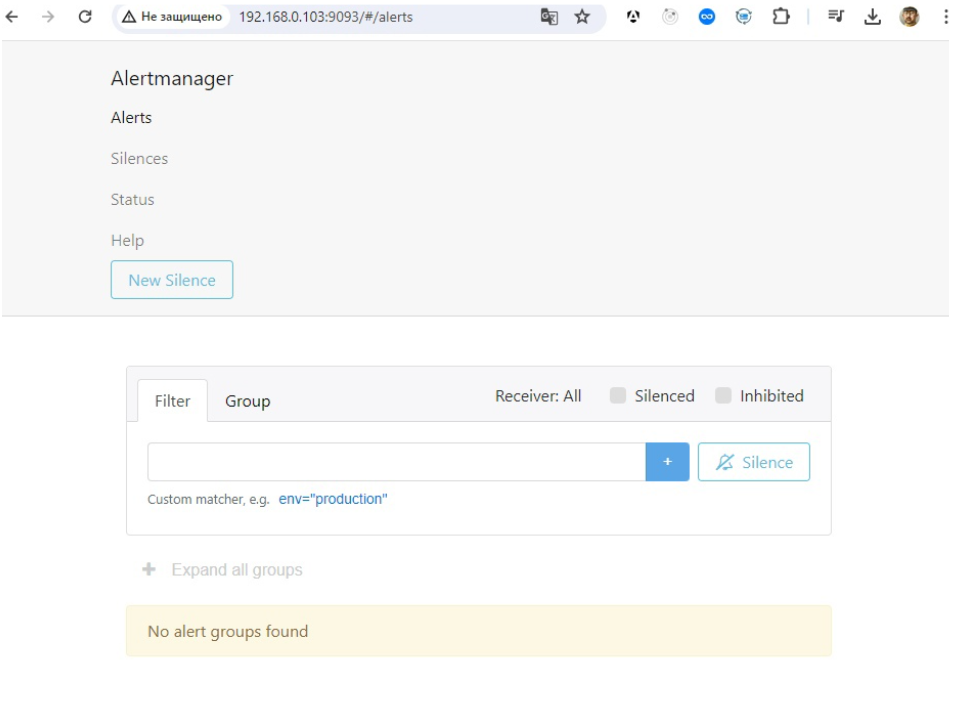 Не защищено 192.168.0.103:9093/#/alerts
Alertmanager
Alerts
Silences
Status
Help
New Silence
Filter Group Receiver: All Silenced Inhibited
+ Silence
Custom matcher, e.g. env="production"
+ Expand all groups
No alert groups found